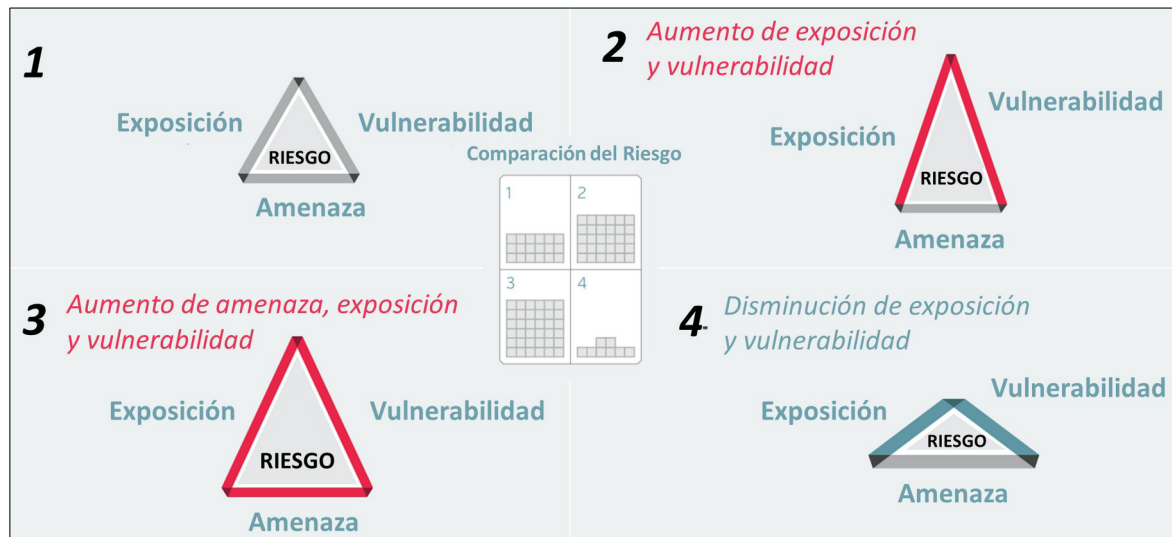 1
Exposición
Vulnerabilidad
RIESGO
Amenaza
2
Aumento de exposición
y vulnerabilidad
Exposición
Vulnerabilidad
RIESGO
Amenaza
Comparación del Riesgo
1
2
3
4
3
Aumento de amenaza, exposición
y vulnerabilidad
Exposición
Vulnerabilidad
RIESGO
Amenaza
4-
Disminución de exposición
y vulnerabilidad
Exposición
Vulnerabilidad
RIESGO
Amenaza